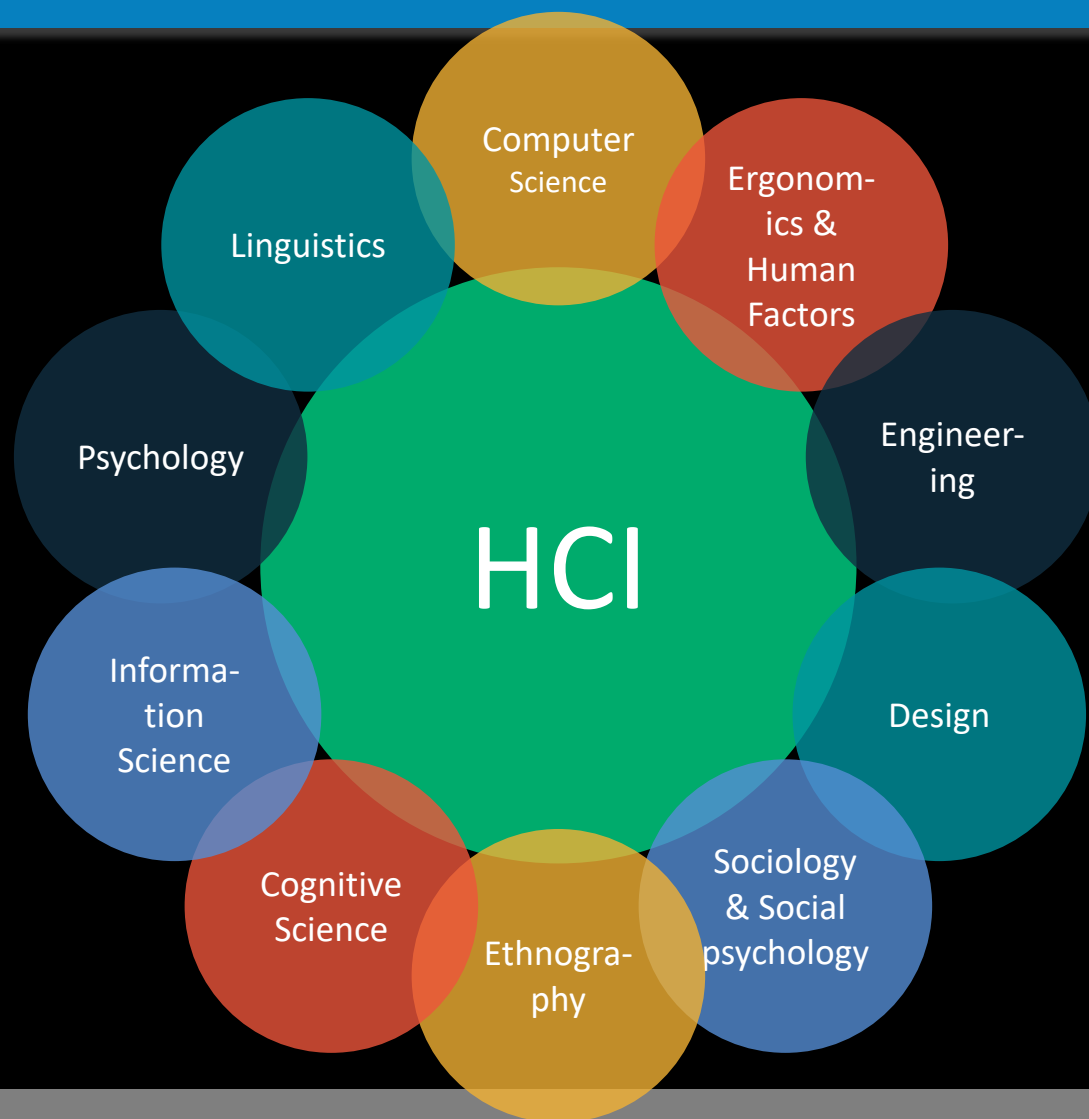 Computer
Science
Ergonom-
ics &
Human
Factors
Linguistics
Engineer-
ing
Psychology
HCI
Informa-
tion
Science
Design
Sociology
& Social
psychology
Cognitive
Science
Ethnogra-
phy